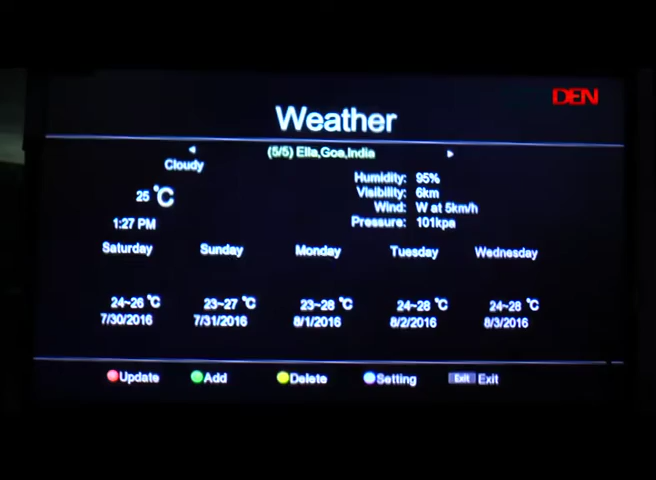 DEN
Weather
(5/5) Ella,Goa,India
Cloudy
25 °C
1:27 PM
Humidity: 95%
Visibility: 6km
Wind: W at 5km/h
Pressure: 101kpa
Saturday Sunday Monday Tuesday Wednesday
24~26 °C 23~27 °C 23~28 °C 24~28 °C 24~28 °C
7/30/2016 7/31/2016 8/1/2016 8/2/2016 8/3/2016
Update Add Delete Setting Exit Exit